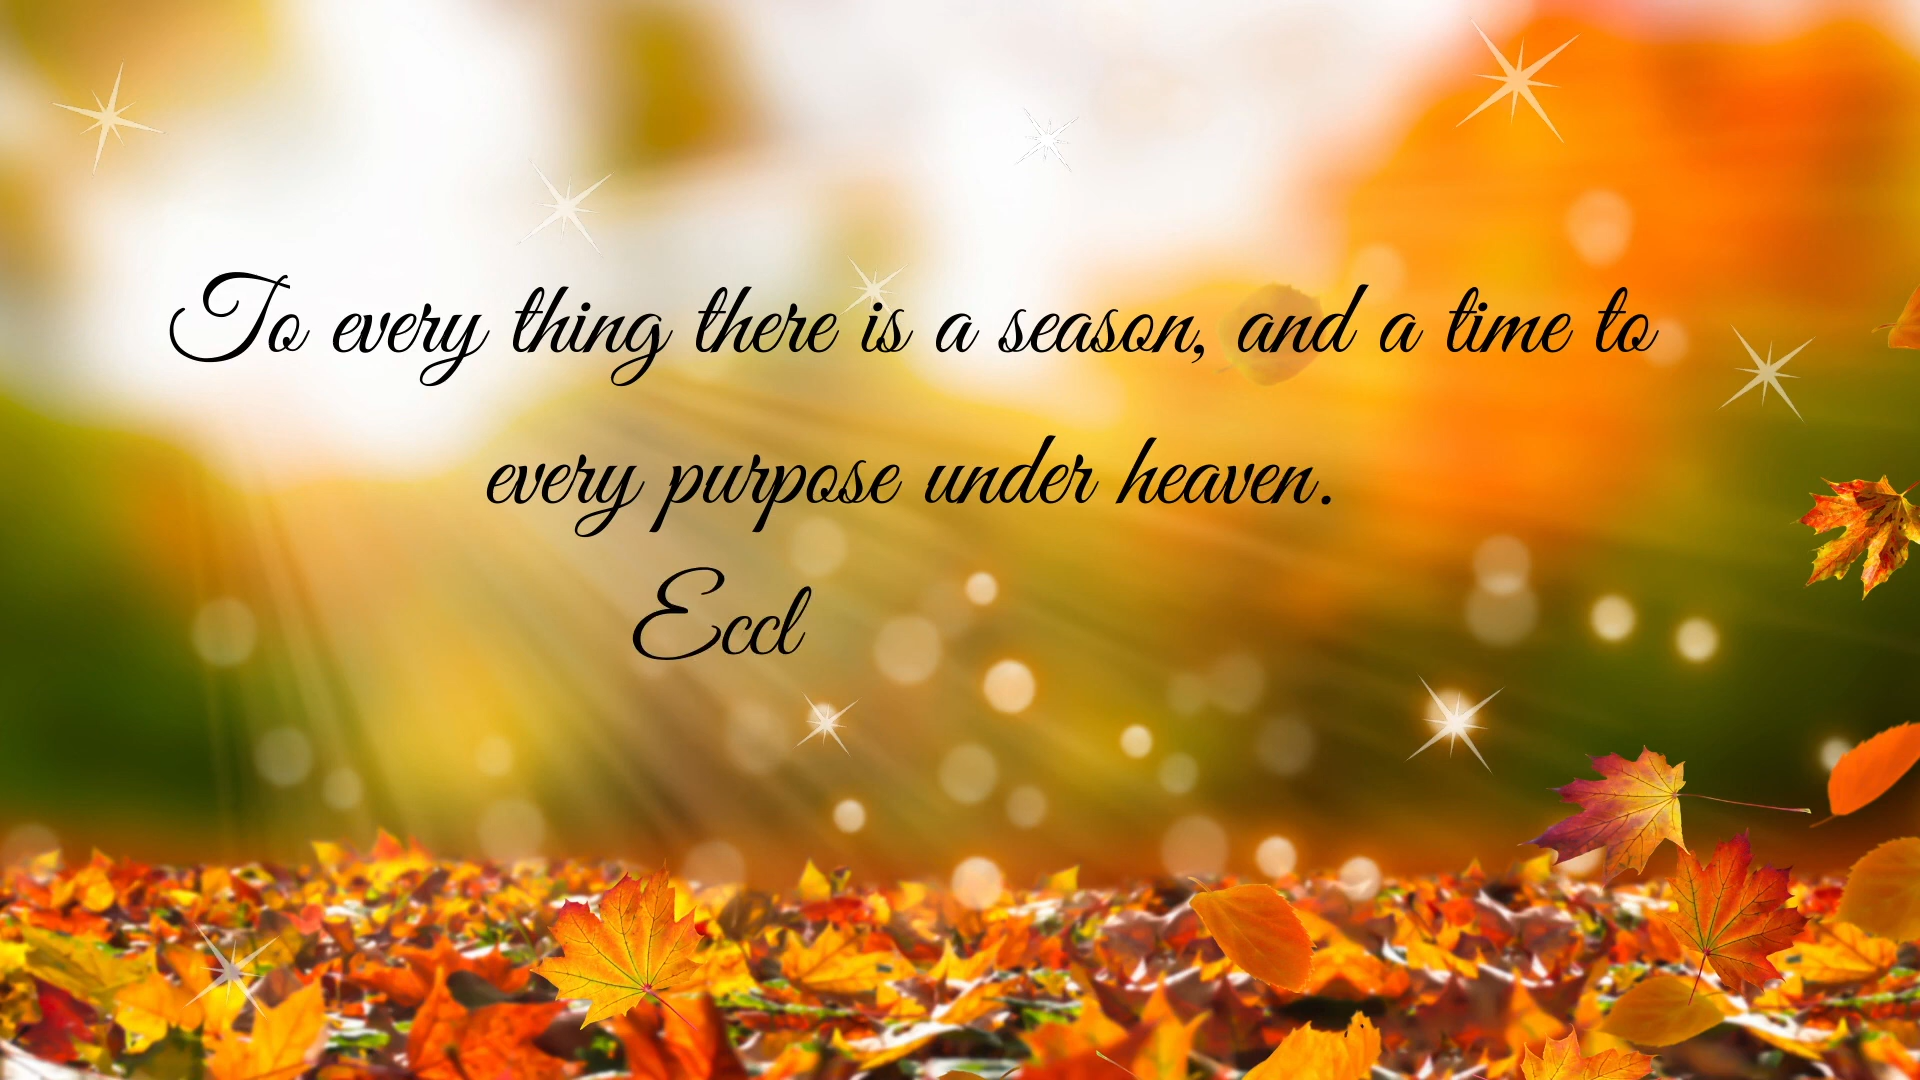 To every thing there is a season, and a time to
every purpose under heaven.
Eccl